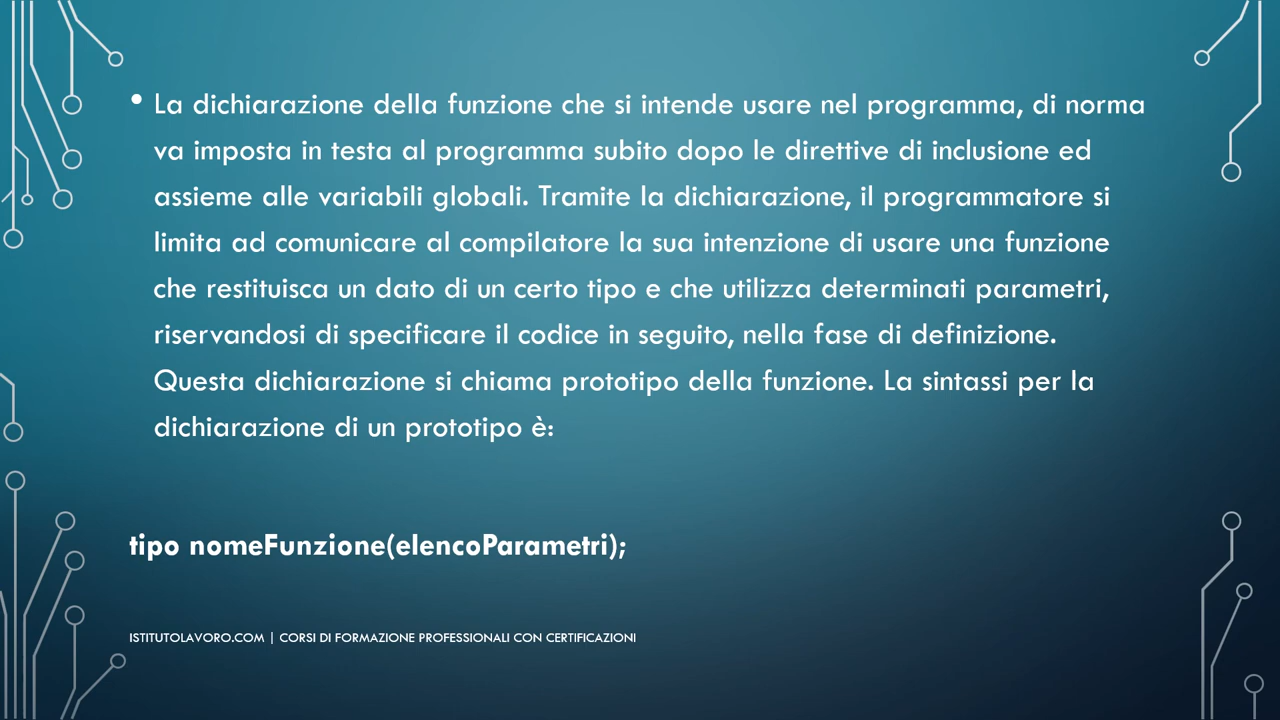 • La dichiarazione della funzione che si intende usare nel programma, di norma
va imposta in testa al programma subito dopo le direttive di inclusione ed
assieme alle variabili globali. Tramite la dichiarazione, il programmatore si
limita ad comunicare al compilatore la sua intenzione di usare una funzione
che restituisca un dato di un certo tipo e che utilizza determinati parametri,
riservandosi di specificare il codice in seguito, nella fase di definizione.
Questa dichiarazione si chiama prototipo della funzione. La sintassi per la
dichiarazione di un prototipo è:
tipo nomeFunzione(elencoParametri);
ISTITUTOLAVORO.COM | CORSI DI FORMAZIONE PROFESSIONALI CON CERTIFICAZIONI